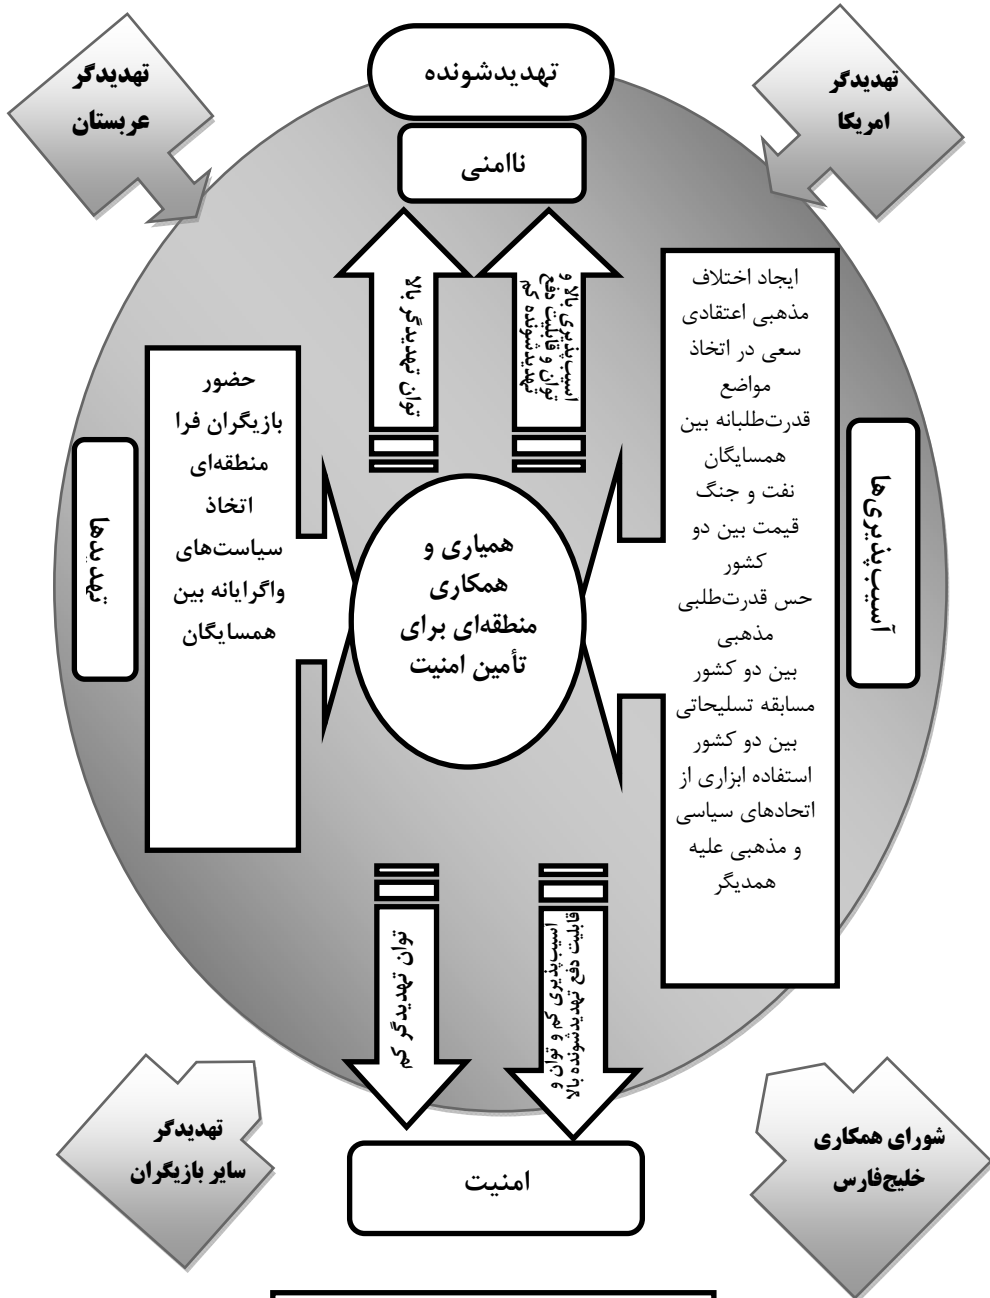 تهدیدشونده
تهدیدگر
امریکا
تهدیدگر
عربستان
ناامنی
اسیب‌پذیری بالا و
توان و قابلیت دفع
تهدیدشونده کم
توان تهدیدگر بالا
آسیب‌پذیری‌ها
ایجاد اختلاف
مذهبی اعتقادی
سعی در اتخاذ
مواضع
قدرت‌طلبانه بین
همسایگان
نفت و جنگ
قیمت بین دو
کشور
حس قدرت‌طلبی
مذهبی
بین دو کشور
مسابقه تسلیحاتی
بین دو کشور
استفاده ابزاری از
اتحادهای سیاسی
و مذهبی علیه
همدیگر
همیاری و
همکاری
منطقه‌ای برای
تأمین امنیت
حضور
بازیگران فرا
منطقه‌ای
اتخاذ
سیاست‌های
واگرایانه بین
همسایگان
تهدیدها
اسیب‌پذیری کم و توان و
قابلیت دفع تهدیدشونده بالا
توان تهدیدگر کم
شورای همکاری
خلیج‌فارس
تهدیدگر
سایر بازیگران
امنیت